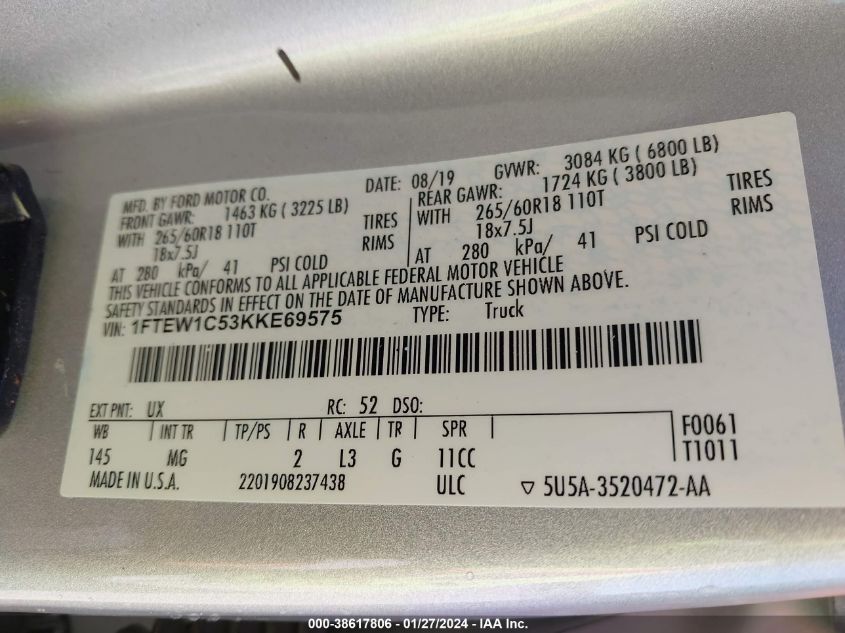 MFD. BY FORD MOTOR CO. DATE: 08/19 GVWR: 3084 KG ( 6800 LB)
FRONT GAWR: 1463 KG ( 3225 LB) REAR GAWR: 1724 KG ( 3800 LB)
WITH 265/60R18 110T TIRES WITH 265/60R18 110T TIRES
18x7.5J RIMS 18x7.5J RIMS
AT 280 kPa/ 41 PSI COLD AT 280 kPa/ 41 PSI COLD
THIS VEHICLE CONFORMS TO ALL APPLICABLE FEDERAL MOTOR VEHICLE
SAFETY STANDARDS IN EFFECT ON THE DATE OF MANUFACTURE SHOWN ABOVE.
VIN: 1FTEW1C53KKE69575 TYPE: Truck
EXT PNT: UX RC: 52 DSO:
WB INT TR TP/PS R AXLE TR SPR F0061
145 MG 2 L3 G 11CC T1011
MADE IN U.S.A. 2201908237438 ULC ▽ 5U5A-3520472-AA
000-38617806 - 01/27/2024 - IAA Inc.